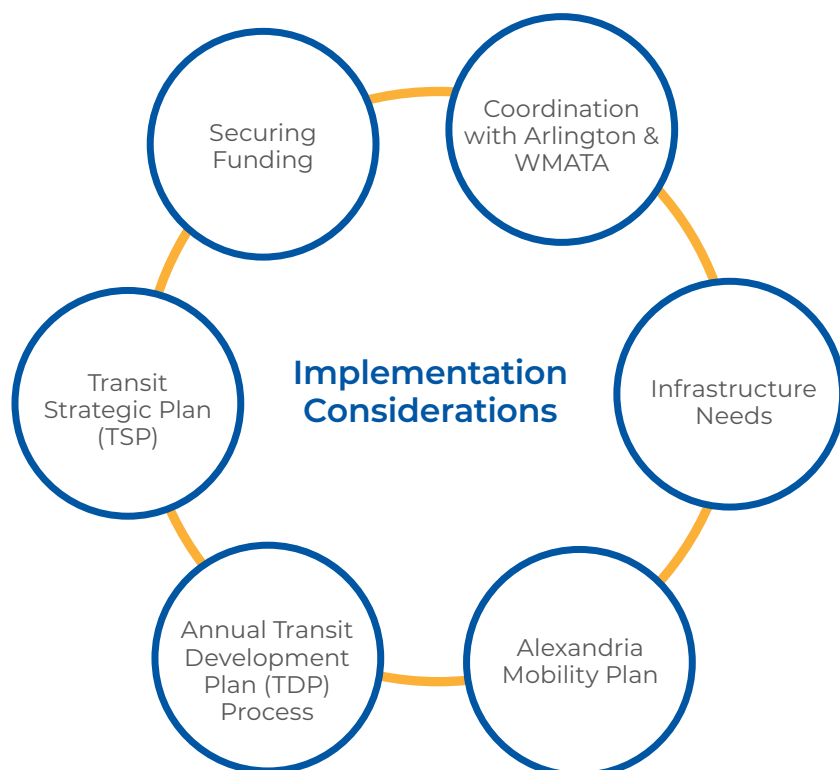 Securing
Funding
Coordination
with Arlington &
WMATA
Transit
Strategic Plan
(TSP)
Implementation
Considerations
Infrastructure
Needs
Annual Transit
Development
Plan (TDP)
Process
Alexandria
Mobility Plan